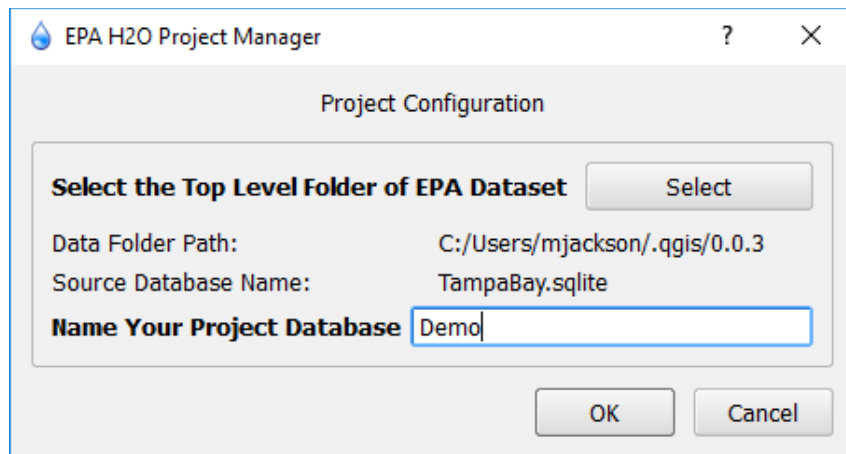 EPA H2O Project Manager
Project Configuration
Select the Top Level Folder of EPA Dataset Select
Data Folder Path: C:/Users/mjackson/.qgis/0.0.3
Source Database Name: TampaBay.sqlite
Name Your Project Database Demo
OK Cancel